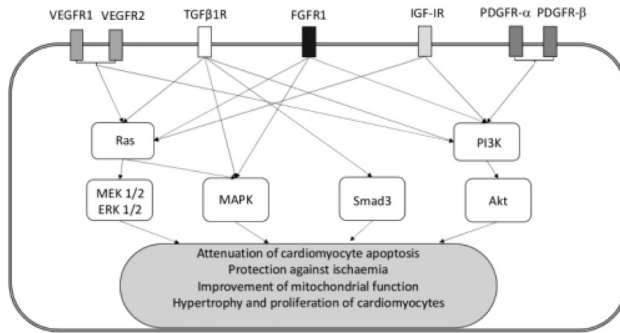 VEGFR1 VEGFR2 TGFβ1R FGFR1 IGF-IR PDGFR-α PDGFR-β
Ras PI3K
MEK 1/2
ERK 1/2
MAPK Smad3 Akt
Attenuation of cardiomyocyte apoptosis
Protection against ischaemia
Improvement of mitochondrial function
Hypertrophy and proliferation of cardiomyocytes